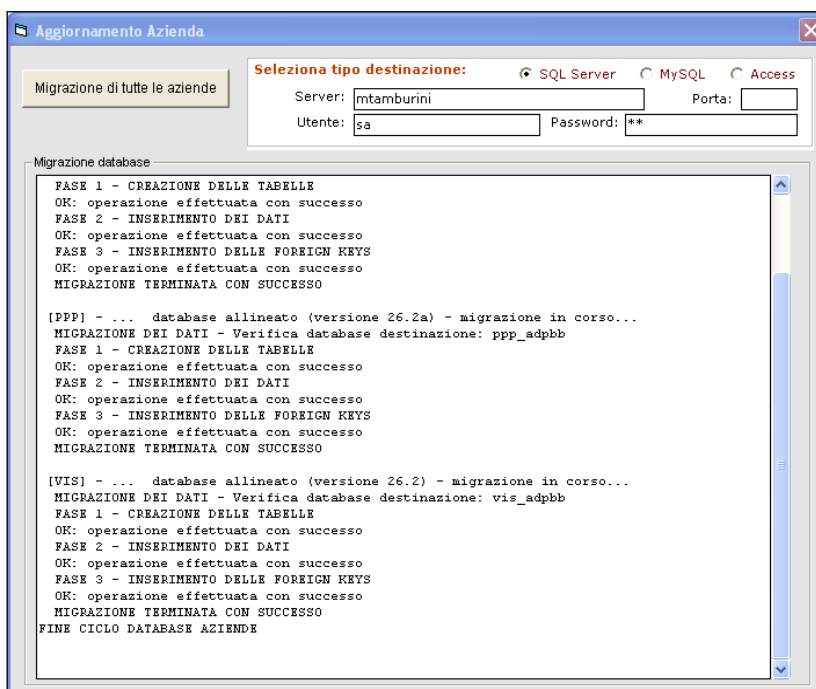 Aggiornamento Azienda
Migrazione di tutte le aziende
Seleziona tipo destinazione:
SQL Server
MySQL
Access
Server: mtamburini
Porta:
Utente: sa
Password: **
Migrazione database
FASE 1 - CREAZIONE DELLE TABELLE
OK: operazione effettuata con successo
FASE 2 - INSERIMENTO DEI DATI
OK: operazione effettuata con successo
FASE 3 - INSERIMENTO DELLE FOREIGN KEYS
OK: operazione effettuata con successo
MIGRAZIONE TERMINATA CON SUCCESSO
[PPP] - ... database allineato (versione 26.2a) - migrazione in corso...
MIGRAZIONE DEI DATI - Verifica database destinazione: ppp_adpbb
FASE 1 - CREAZIONE DELLE TABELLE
OK: operazione effettuata con successo
FASE 2 - INSERIMENTO DEI DATI
OK: operazione effettuata con successo
FASE 3 - INSERIMENTO DELLE FOREIGN KEYS
OK: operazione effettuata con successo
MIGRAZIONE TERMINATA CON SUCCESSO
[VIS] - ... database allineato (versione 26.2) - migrazione in corso...
MIGRAZIONE DEI DATI - Verifica database destinazione: vis_adpbb
FASE 1 - CREAZIONE DELLE TABELLE
OK: operazione effettuata con successo
FASE 2 - INSERIMENTO DEI DATI
OK: operazione effettuata con successo
FASE 3 - INSERIMENTO DELLE FOREIGN KEYS
OK: operazione effettuata con successo
MIGRAZIONE TERMINATA CON SUCCESSO
FINE CICLO DATABASE AZIENDE